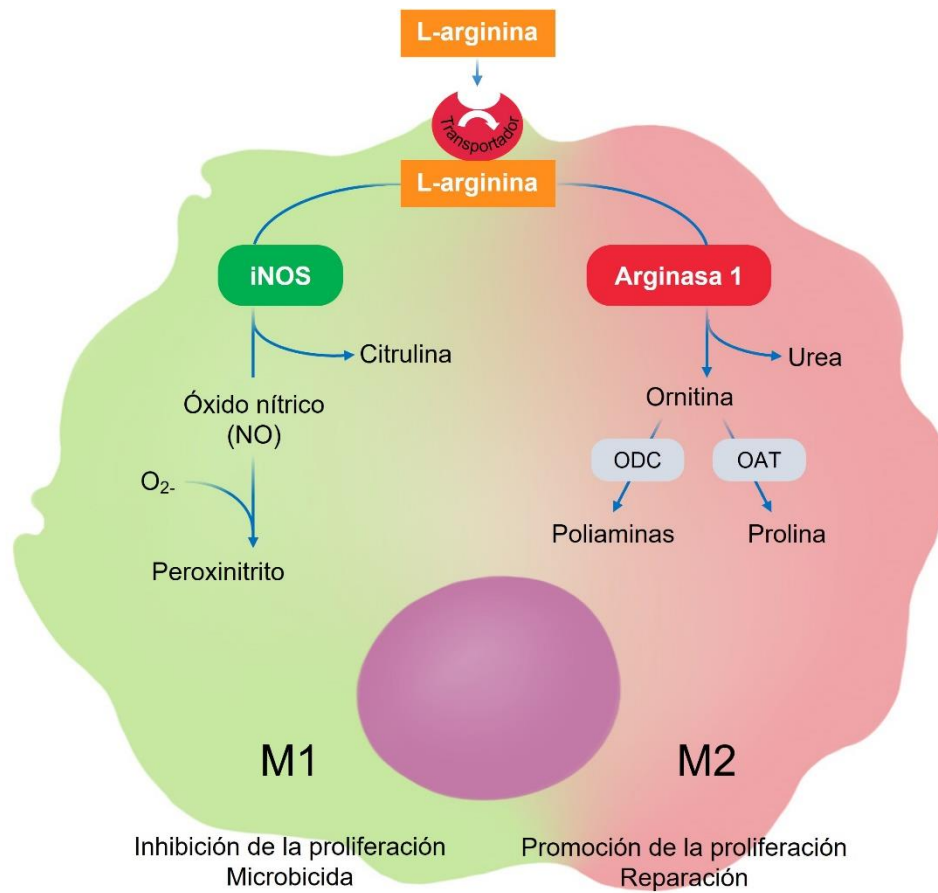 L-arginina
Transportador
L-arginina
iNOS
Arginasa 1
Citrulina
Urea
Óxido nítrico
(NO)
Ornitina
ODC
OAT
O2-
Poliaminas
Prolina
Peroxinitrito
M1
M2
Inhibición de la proliferación
Microbicida
Promoción de la proliferación
Reparación